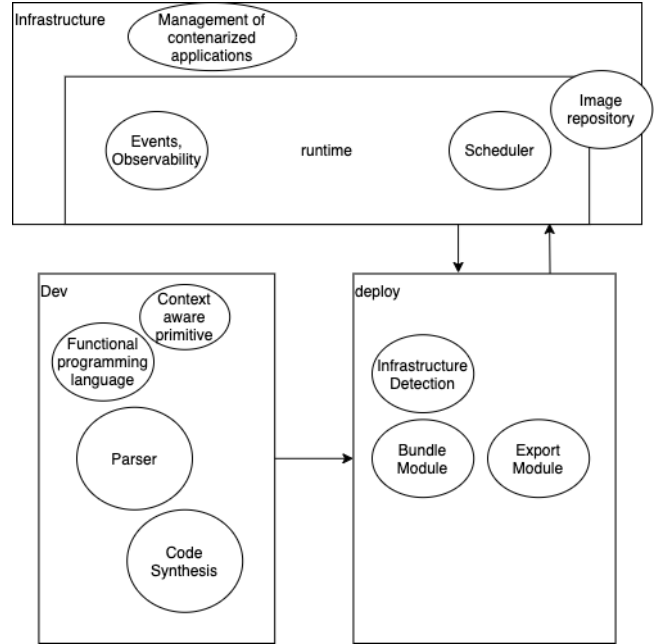 Infrastructure
Management of
contenarized
applications
Image
repository
Events,
Observability
runtime
Scheduler
Dev
Context
aware
primitive
Functional
programming
language
Parser
Code
Synthesis
deploy
Infrastructure
Detection
Bundle
Module
Export
Module